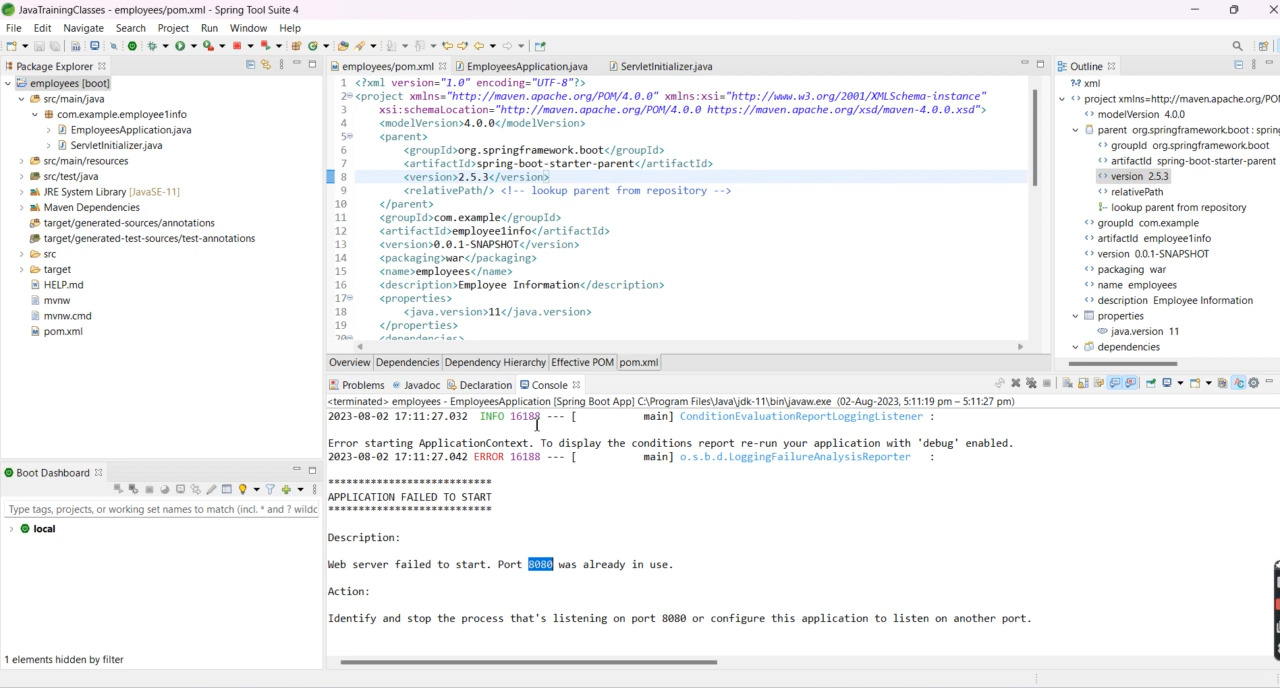 JavaTrainingClasses - employees/pom.xml - Spring Tool Suite 4
File Edit Navigate Search Project Run Window Help
Package Explorer
employees [boot]
src/main/java
com.example.employee1info
EmployeesApplication.java
ServletInitializer.java
src/main/resources
src/test/java
JRE System Library [JavaSE-11]
Maven Dependencies
target/generated-sources/annotations
target/generated-test-sources/test-annotations
src
target
HELP.md
mvnw
mvnw.cmd
pom.xml
employees/pom.xml EmployeesApplication.java ServletInitializer.java
1 <?xml version="1.0" encoding="UTF-8"?>
2 <project xmlns="http://maven.apache.org/POM/4.0.0" xmlns:xsi="http://www.w3.org/2001/XMLSchema-instance"
3 xsi:schemaLocation="http://maven.apache.org/POM/4.0.0 https://maven.apache.org/xsd/maven-4.0.0.xsd">
4 <modelVersion>4.0.0</modelVersion>
5 <parent>
6 <groupId>org.springframework.boot</groupId>
7 <artifactId>spring-boot-starter-parent</artifactId>
8 <version>2.5.3</version>
9 <relativePath/> <!-- lookup parent from repository -->
10 </parent>
11 <groupId>com.example</groupId>
12 <artifactId>employee1info</artifactId>
13 <version>0.0.1-SNAPSHOT</version>
14 <packaging>war</packaging>
15 <name>employees</name>
16 <description>Employee Information</description>
17 <properties>
18 <java.version>11</java.version>
19 </properties>
20 <dependencies>
Overview Dependencies Dependency Hierarchy Effective POM pom.xml
Outline
?-? xml
project xmlns=http://maven.apache.org/PO
modelVersion 4.0.0
parent org.springframework.boot : spring
groupId org.springframework.boot
artifactId spring-boot-starter-parent
version 2.5.3
relativePath
lookup parent from repository
groupId com.example
artifactId employee1info
version 0.0.1-SNAPSHOT
packaging war
name employees
description Employee Information
properties
java.version 11
dependencies
Problems Javadoc Declaration Console
<terminated> employees - EmployeesApplication [Spring Boot App] C:\Program Files\Java\jdk-11\bin\javaw.exe (02-Aug-2023, 5:11:19 pm – 5:11:27 pm)
2023-08-02 17:11:27.032 INFO 16188 --- [ main] ConditionEvaluationReportLoggingListener :
Error starting ApplicationContext. To display the conditions report re-run your application with 'debug' enabled.
2023-08-02 17:11:27.042 ERROR 16188 --- [ main] o.s.b.d.LoggingFailureAnalysisReporter :
***************************
APPLICATION FAILED TO START
***************************
Description:
Web server failed to start. Port 8080 was already in use.
Action:
Identify and stop the process that's listening on port 8080 or configure this application to listen on another port.
Boot Dashboard
Type tags, projects, or working set names to match (incl. * and ? wildc
local
1 elements hidden by filter